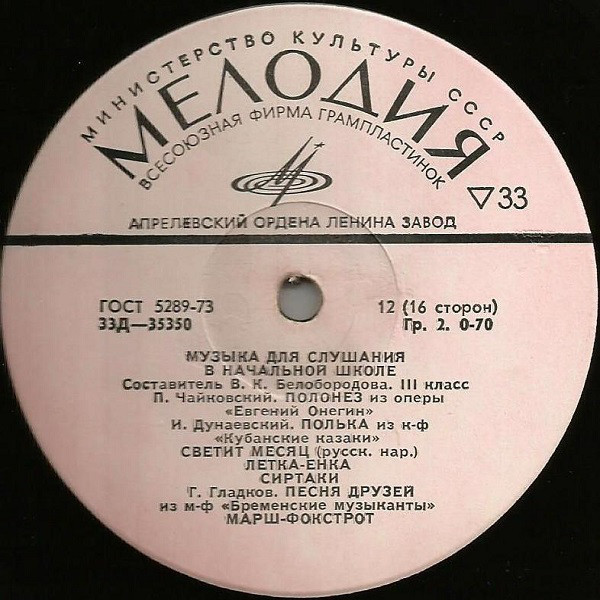 МИНИСТЕРСТВО КУЛЬТУРЫ СССР
МЕЛОДИЯ
ВСЕСОЮЗНАЯ ФИРМА ГРАМПЛАСТИНОК
▽33
АПРЕЛЕВСКИЙ ОРДЕНА ЛЕНИНА ЗАВОД
ГОСТ 5289-73 12 (16 сторон)
33Д—35350 Гр. 2. 0-70
МУЗЫКА ДЛЯ СЛУШАНИЯ
В НАЧАЛЬНОЙ ШКОЛЕ
Составитель В. К. Белобородова. III класс
П. Чайковский. ПОЛОНЕЗ из оперы
«Евгений Онегин»
И. Дунаевский. ПОЛЬКА из к-ф
«Кубанские казаки»
СВЕТИТ МЕСЯЦ (русск. нар.)
ЛЕТКА-ЕНКА
СИРТАКИ
Г. Гладков. ПЕСНЯ ДРУЗЕЙ
из м-ф «Бременские музыканты»
МАРШ-ФОКСТРОТ